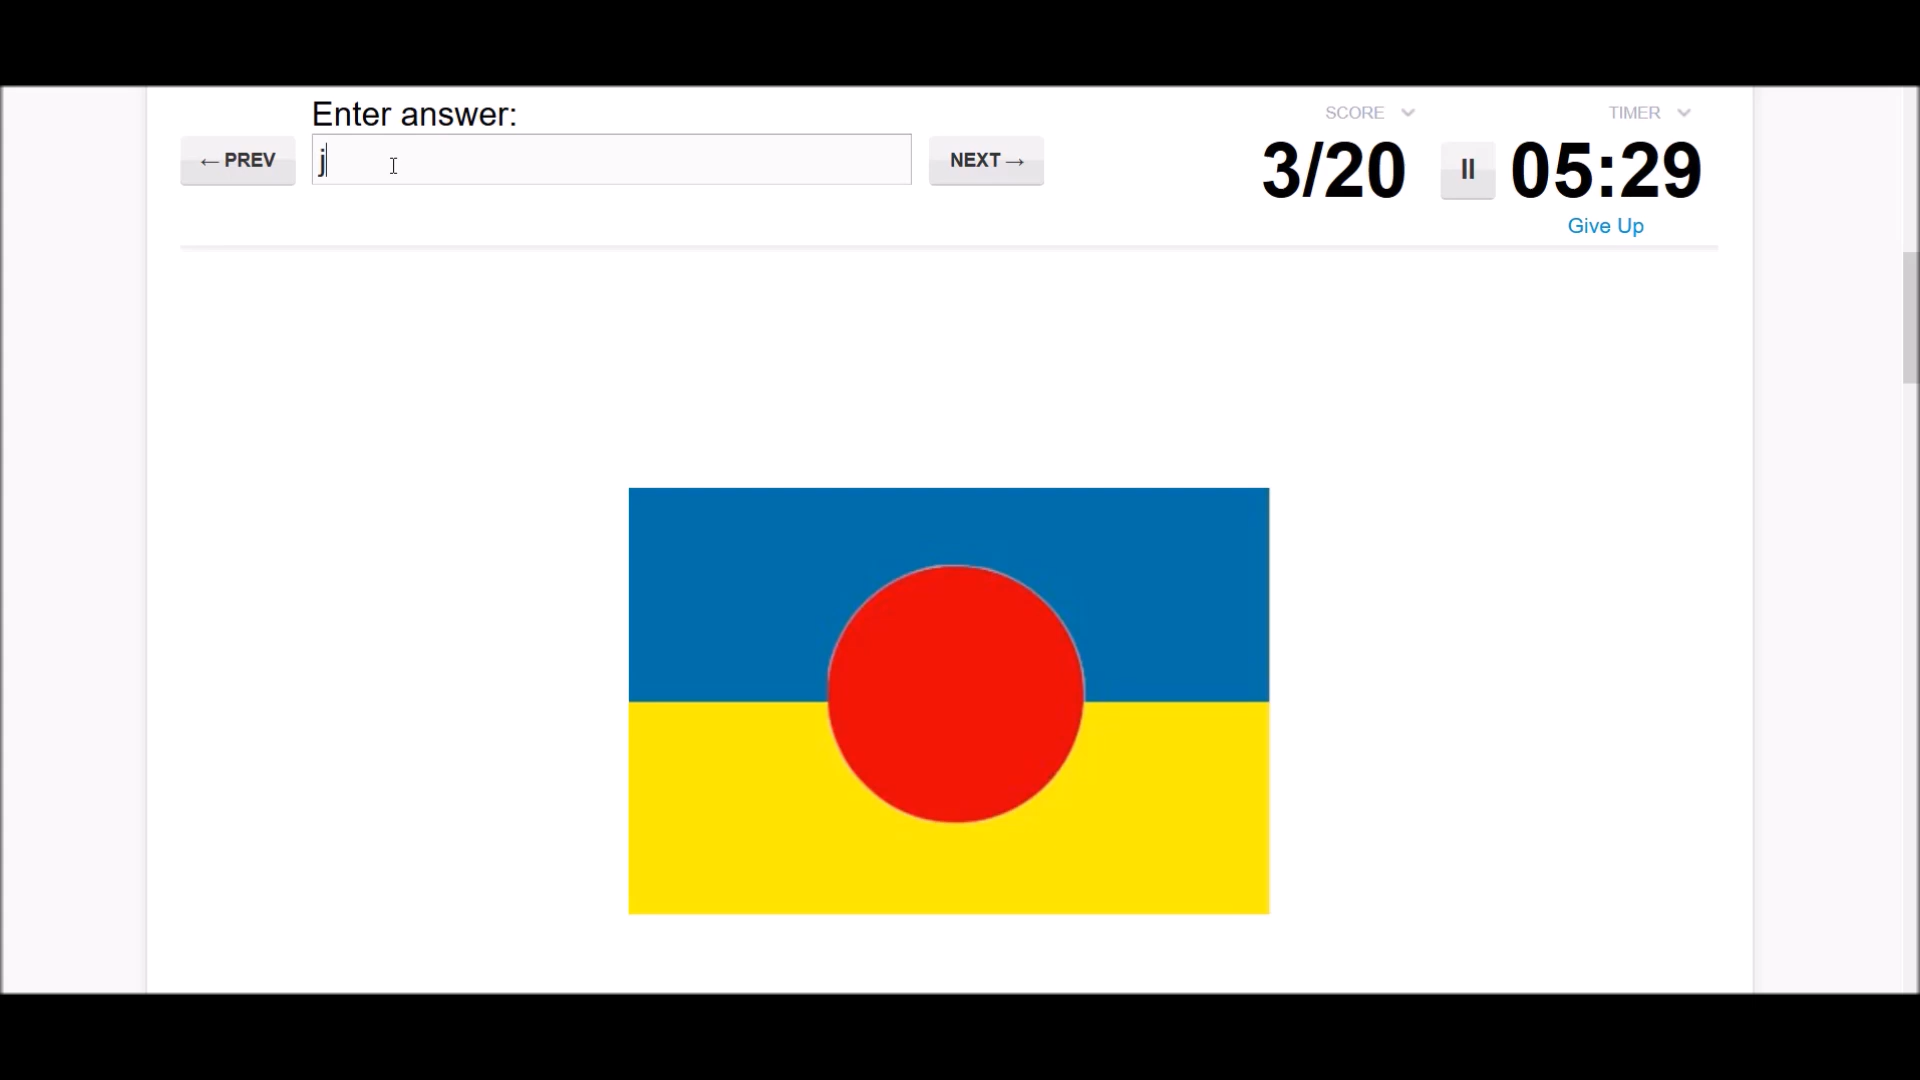 Enter answer:
← PREV
j
NEXT →
SCORE
3/20
TIMER
05:29
Give Up